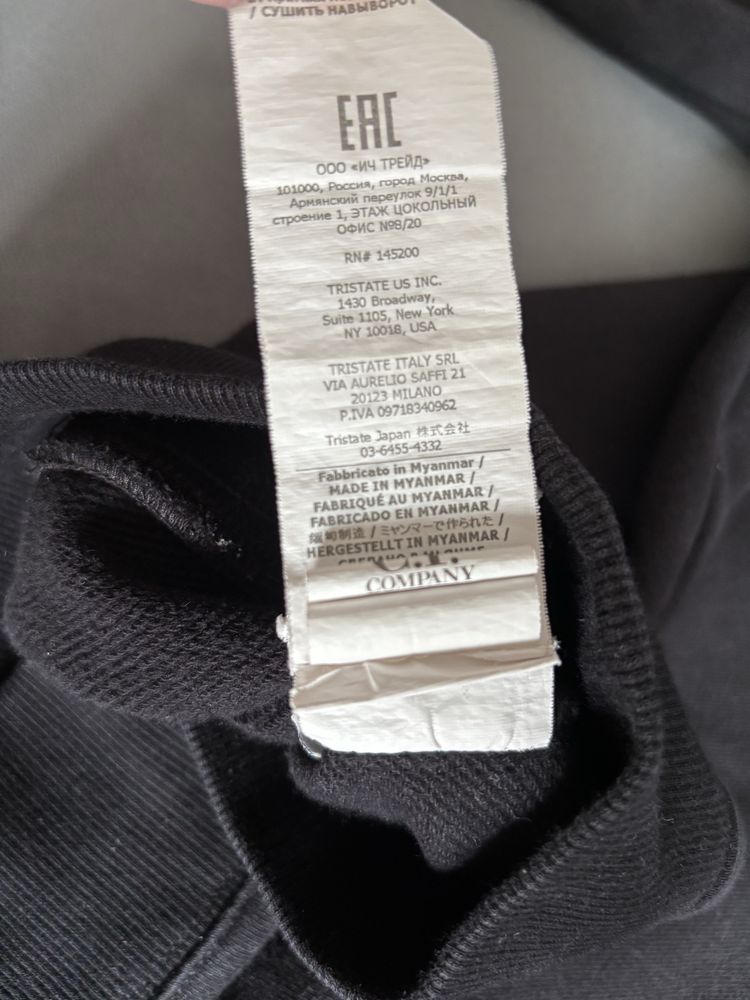 / СУШИТЬ НАВЫВОРОТ
EAC
ООО «ИЧ ТРЕЙД»
101000, Россия, город Москва,
Армянский переулок 9/1/1
строение 1, ЭТАЖ ЦОКОЛЬНЫЙ
ОФИС №8/20
RN# 145200
TRISTATE US INC.
1430 Broadway,
Suite 1105, New York
NY 10018, USA
TRISTATE ITALY SRL
VIA AURELIO SAFFI 21
20123 MILANO
P.IVA 09718340962
Tristate Japan 株式会社
03-6455-4332
Fabbricato in Myanmar /
MADE IN MYANMAR /
FABRIQUÉ AU MYANMAR /
FABRICADO EN MYANMAR /
缅甸制造 / ミャンマーで作られた /
HERGESTELLT IN MYANMAR /
COMPANY